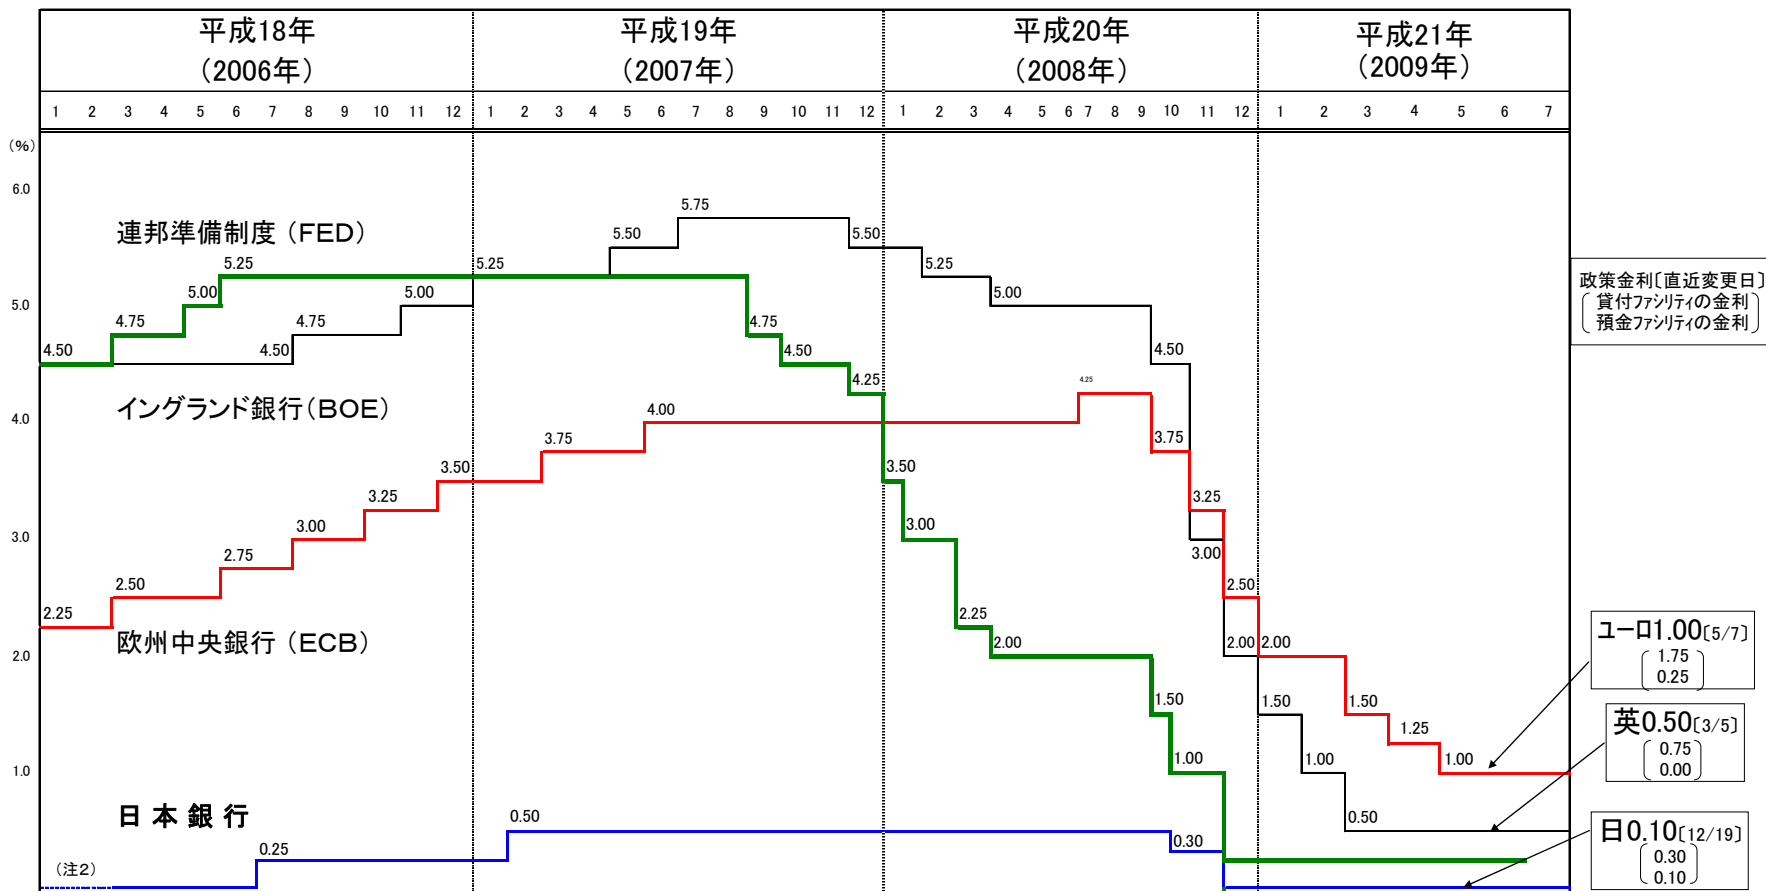 平成18年 平成19年 平成20年 平成21年
(2006年) (2007年) (2008年) (2009年)
1 2 3 4 5 6 7 8 9 10 11 12 1 2 3 4 5 6 7 8 9 10 11 12 1 2 3 4 5 6 7 8 9 10 11 12 1 2 3 4 5 6 7
(%)
6.0
5.75
連邦準備制度 (FED)
5.50 5.50
5.25 5.25 5.25
政策金利〔直近変更日〕
貸付ファシリティの金利
預金ファシリティの金利
5.00 5.00 5.00
5.0
4.75 4.75 4.75
4.50 4.50 4.50 4.50
4.25 4.25
イングランド銀行(BOE)
4.0
4.00
3.75 3.75
3.50 3.50
3.25 3.25
3.0
3.00 3.00 3.00
2.75
2.50 2.50
2.25 2.25
欧州中央銀行 (ECB)
2.0
2.00 2.00 2.00
ユーロ1.00〔5/7〕
1.75
0.25
1.50 1.50 1.50
1.25
英0.50〔3/5〕
0.75
0.00
1.0
1.00 1.00 1.00
日本銀行
0.50 0.50
0.30
0.25
日0.10〔12/19〕
0.30
0.10
(注2)